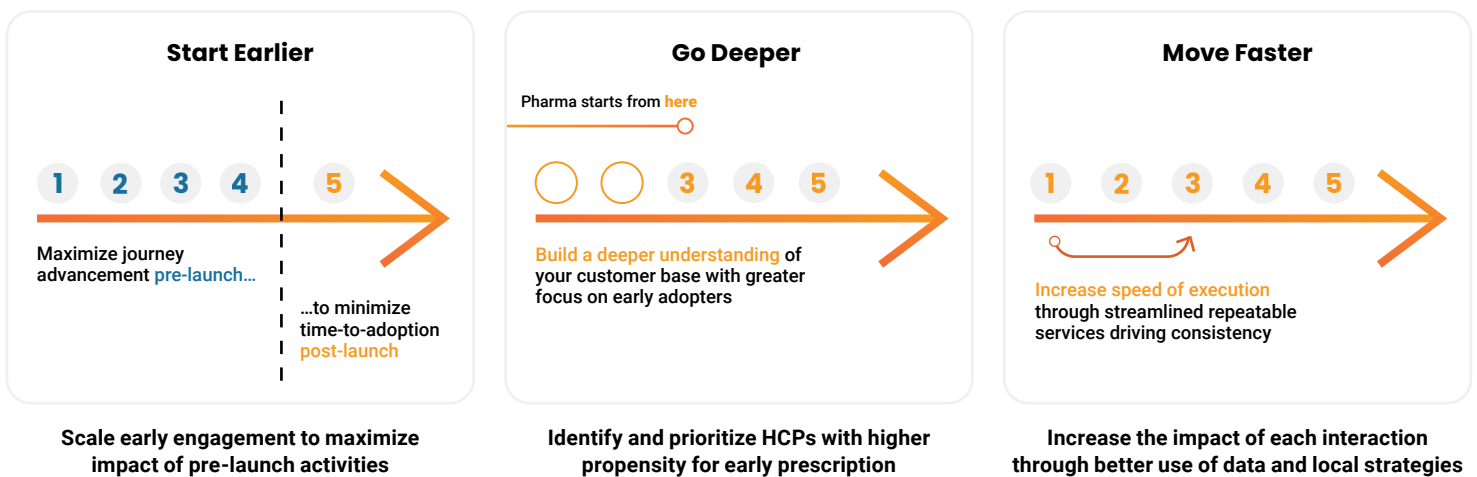 Start Earlier
1 2 3 4 5
Maximize journey
advancement pre-launch...
...to minimize
time-to-adoption
post-launch
Scale early engagement to maximize
impact of pre-launch activities
Go Deeper
Pharma starts from here
3 4 5
Build a deeper understanding of
your customer base with greater
focus on early adopters
Identify and prioritize HCPs with higher
propensity for early prescription
Move Faster
1 2 3 4 5
Increase speed of execution
through streamlined repeatable
services driving consistency
Increase the impact of each interaction
through better use of data and local strategies